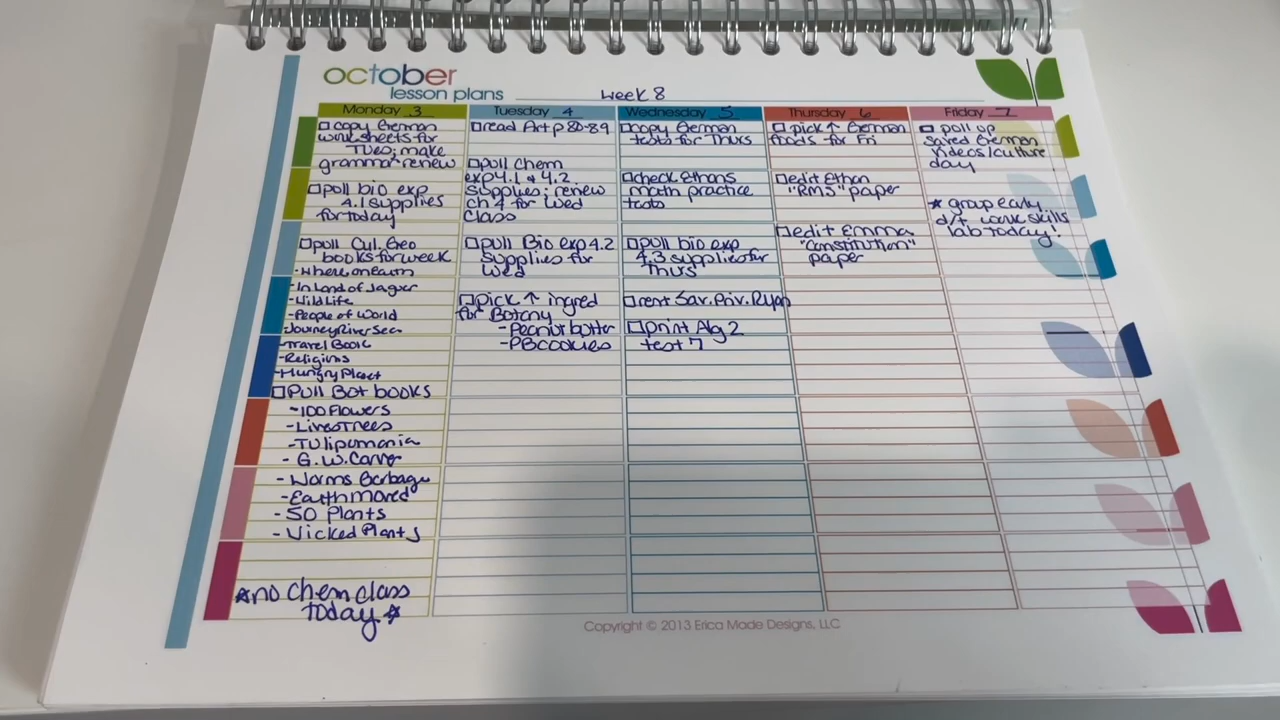 october
lesson plans week 8
Monday 3
copy German
worksheets for
Tues; make
grammar renew
pull bio exp
4.1 supplies
for today
pull Cul. Geo
books for week
- Where on Earth
- In Land of Jaguar
- Wild Life
- People of World
- Journey River Sea
- Travel Book
- Religions
- Hungry Planet
Pull Bot books
- 100 Flowers
- Lives Trees
- Tulipomania
- G.W. Carver
- Worms Garbage
- Earth moved
- 50 Plants
- Wicked Plants
*no chem class
today*
Tuesday 4
read Art p 80-89
pull Chem
exp 4.1 & 4.2
supplies; renew
ch 4 for Wed
class
pull Bio exp 4.2
supplies for
Wed
pick ↑ ingred
for Botany
- Peanut butter
- PB cookies
Wednesday 5
copy German
tests for Thurs
check Ethans
math practice
tests
pull bio exp
4.3 supplies for
Thurs
rent Sav. Priv. Ryan
print Alg 2
test 7
Thursday 6
pick ↑ German
foods for Fri
edit Ethan
"RMS" paper
edit Emma
"Constitution"
paper
Friday 7
pull up
saved German
videos/culture
day
* group early
d/t work skills
lab today!
Copyright © 2013 Erica Made Designs, LLC